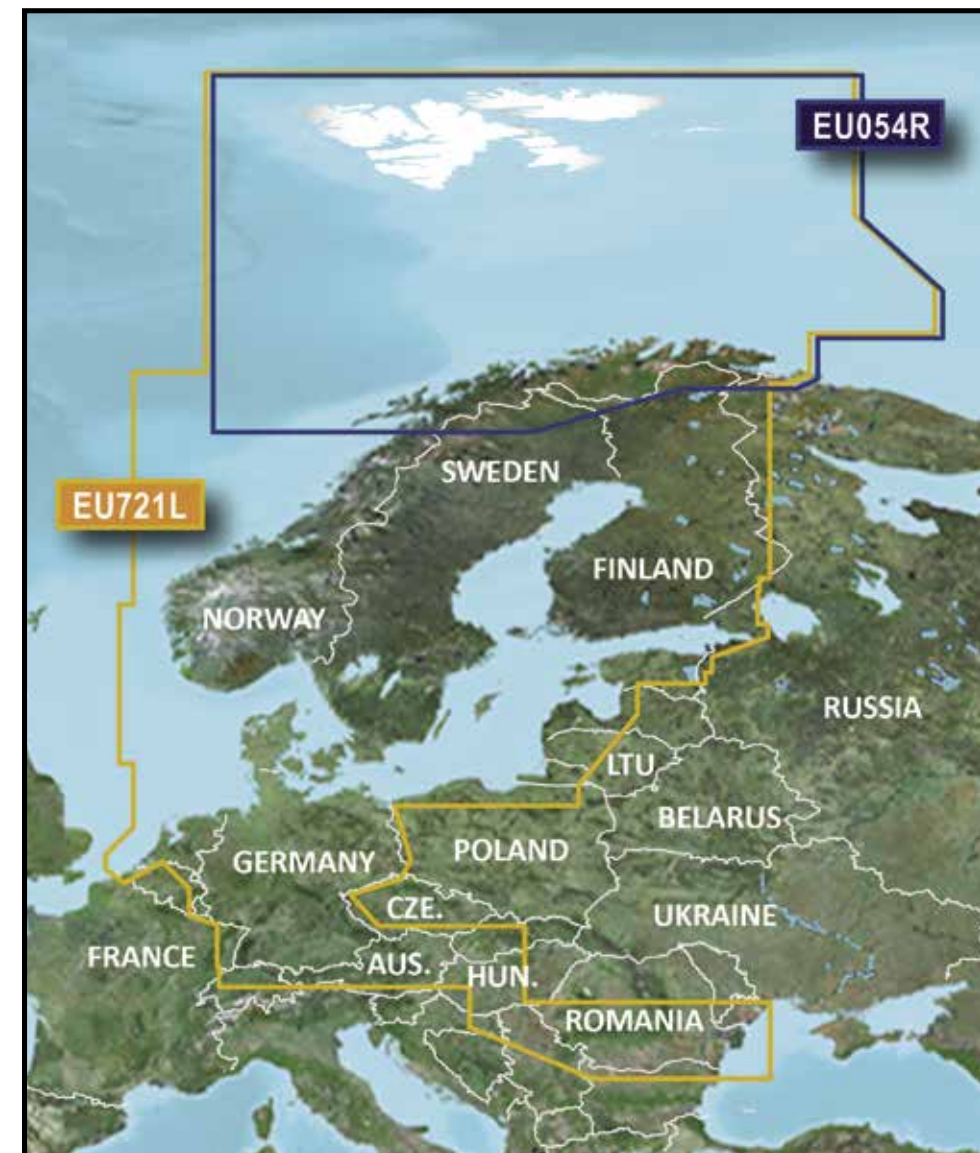 EU054R
SWEDEN
EU721L
FINLAND
NORWAY
RUSSIA
LTU
BELARUS
POLAND
GERMANY
CZE.
UKRAINE
FRANCE
AUS.
HUN.
ROMANIA